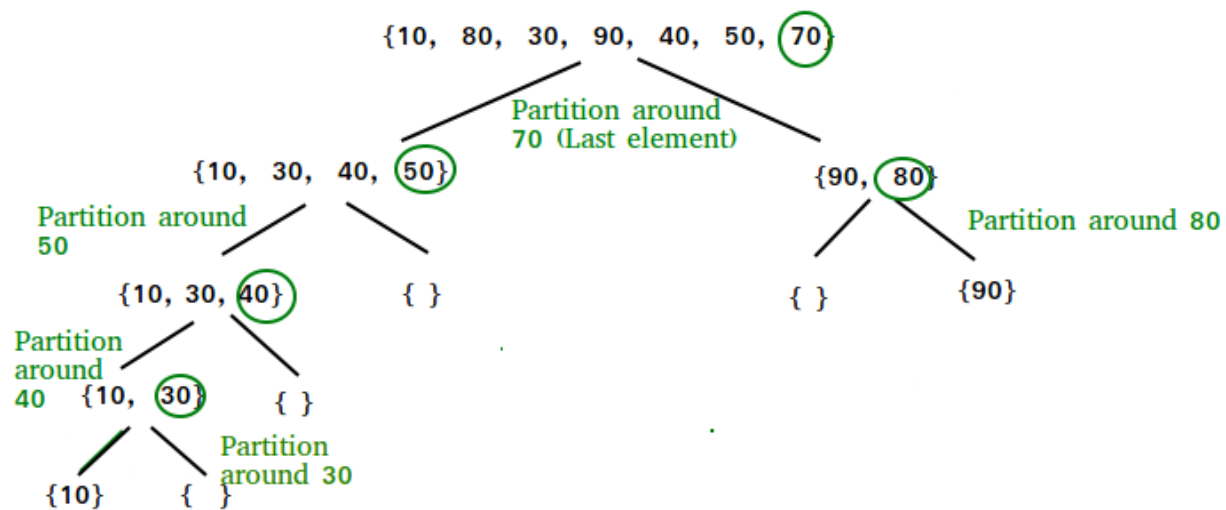 {10, 80, 30, 90, 40, 50, 70}
Partition around
70 (Last element)
{10, 30, 40, 50}
{90, 80}
Partition around
50
Partition around 80
{10, 30, 40}
{ }
{ }
{90}
Partition
around
40
{10, 30}
{ }
Partition
around 30
{10}
{ }